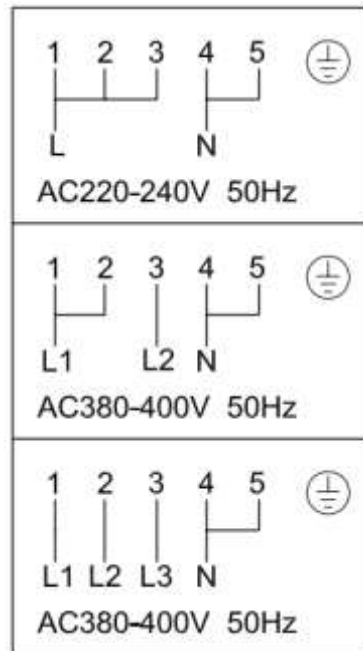 1 2 3 4 5
L N
AC220-240V 50Hz
1 2 3 4 5
L1 L2 N
AC380-400V 50Hz
1 2 3 4 5
L1 L2 L3 N
AC380-400V 50Hz